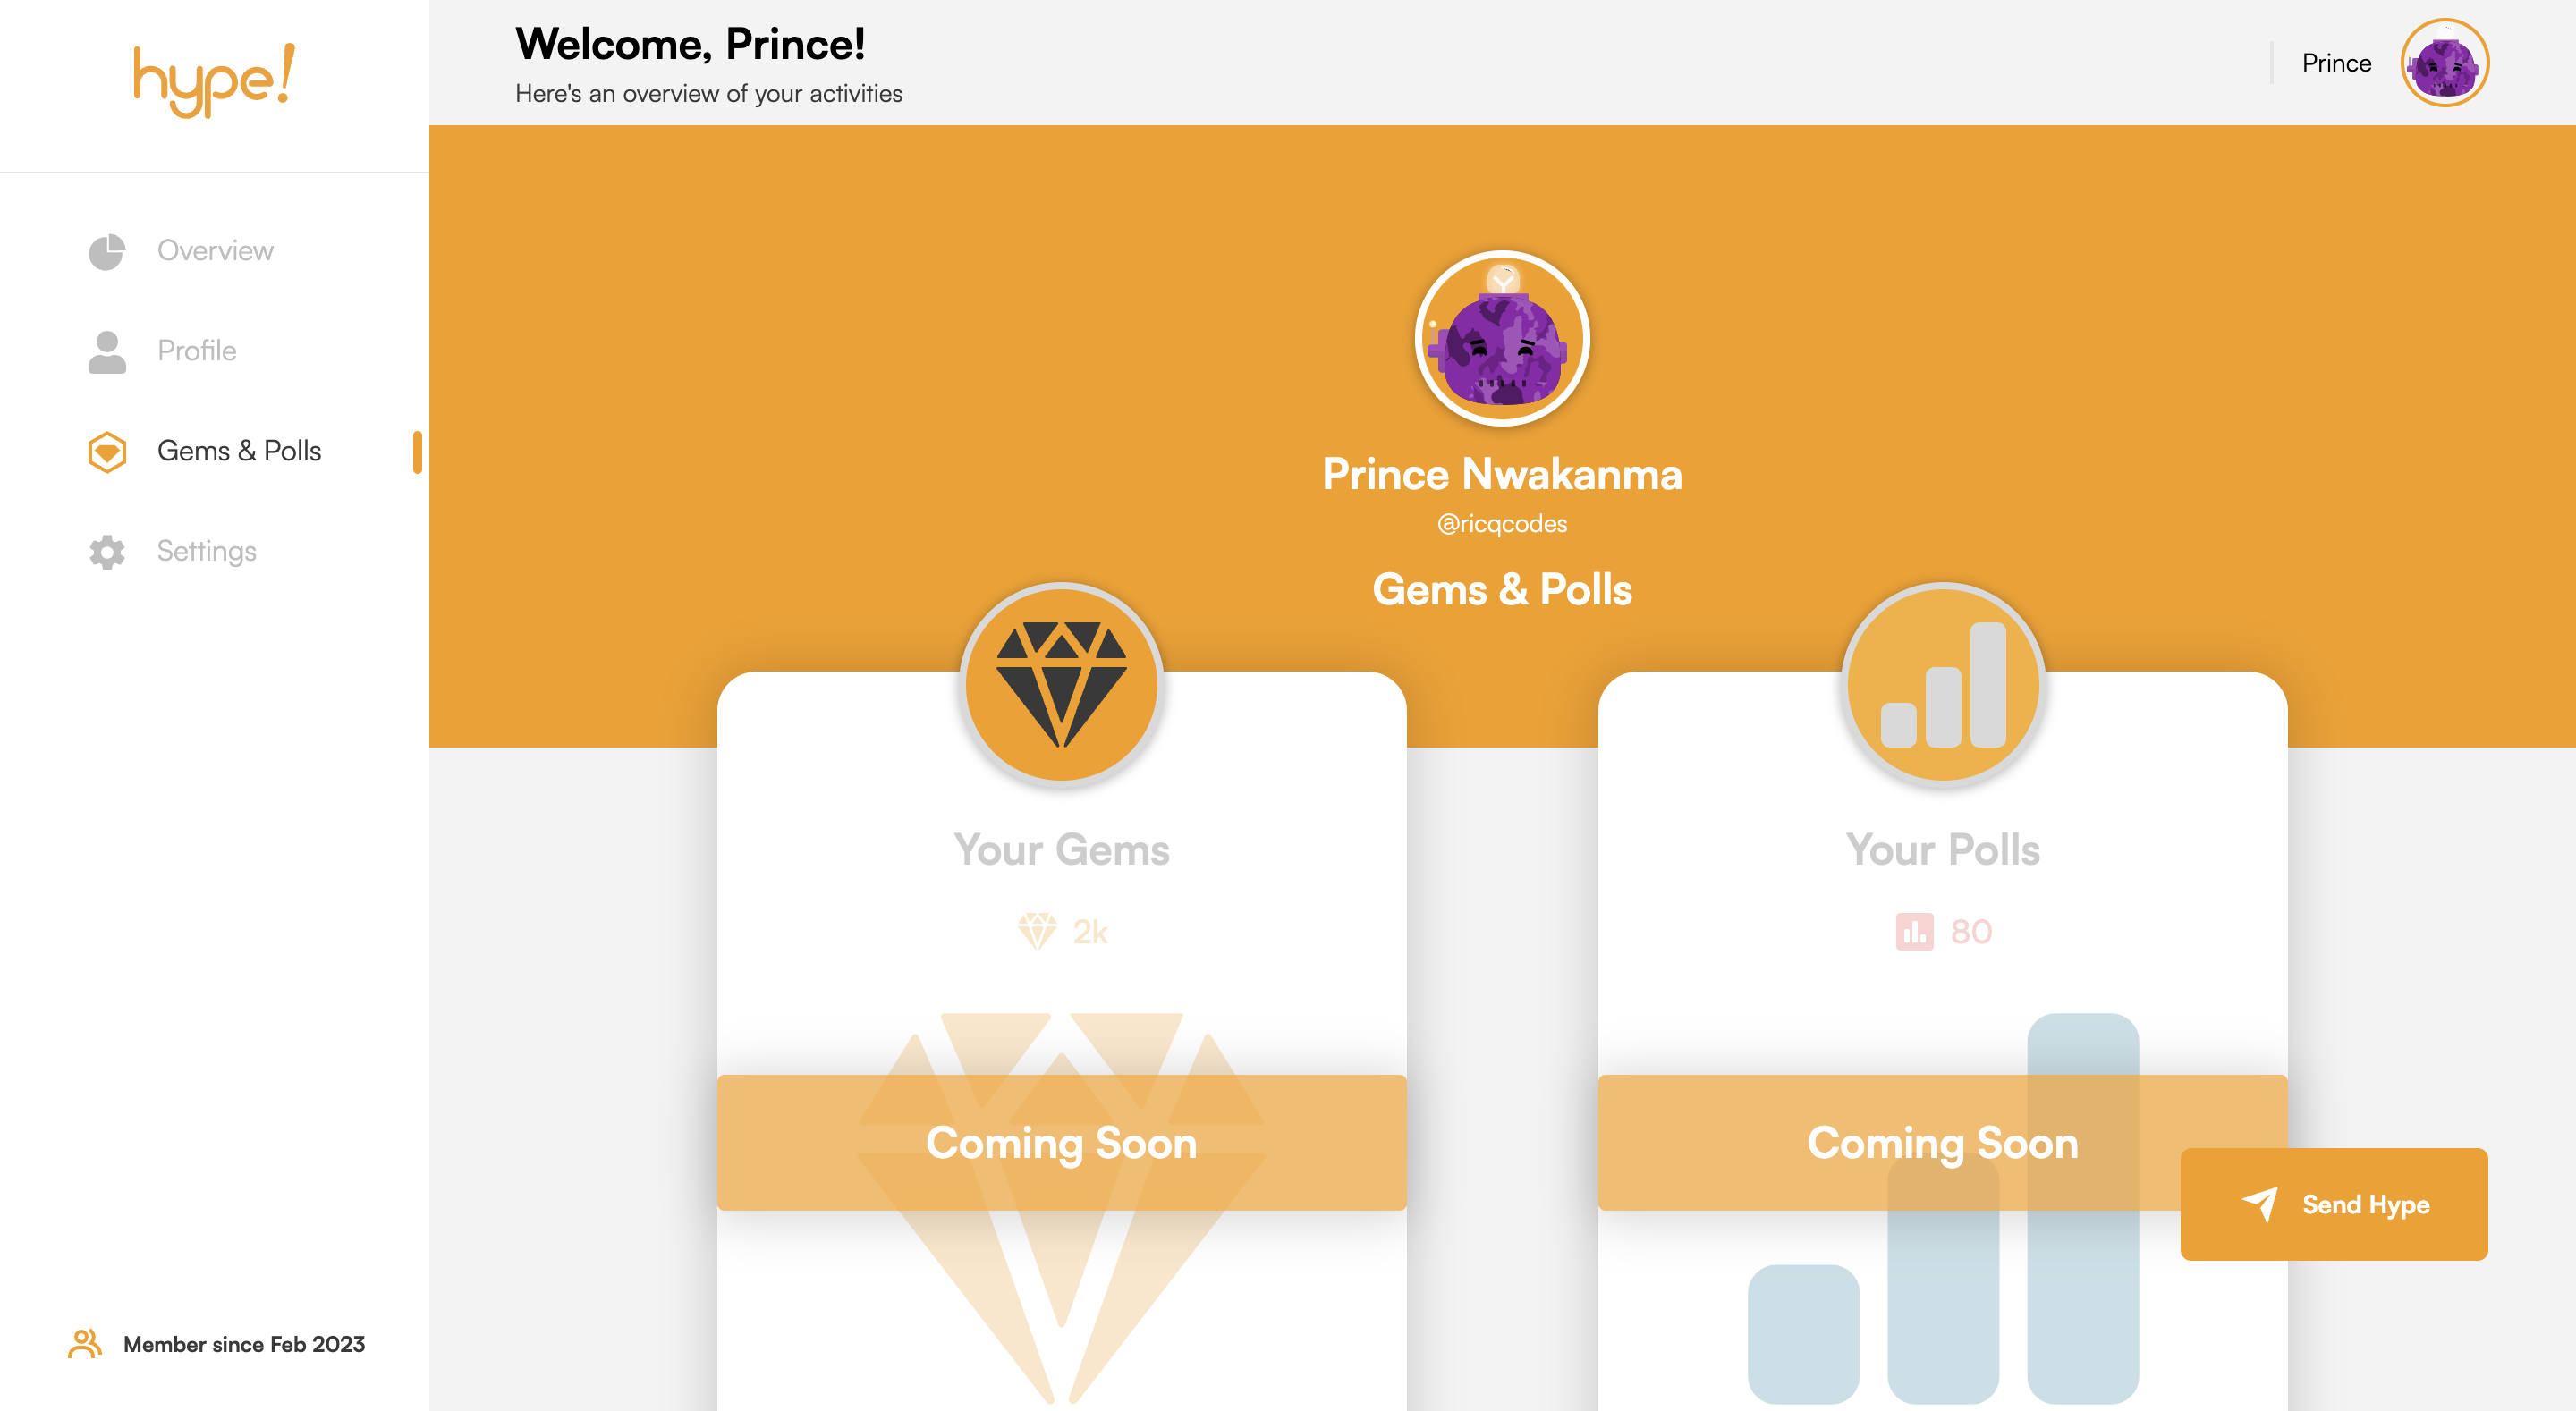 hype!
Welcome, Prince!
Here's an overview of your activities
Prince
Overview
Profile
Gems & Polls
Settings
Member since Feb 2023
Prince Nwakanma
@ricqcodes
Gems & Polls
Your Gems
2k
Coming Soon
Your Polls
80
Coming Soon
Send Hype